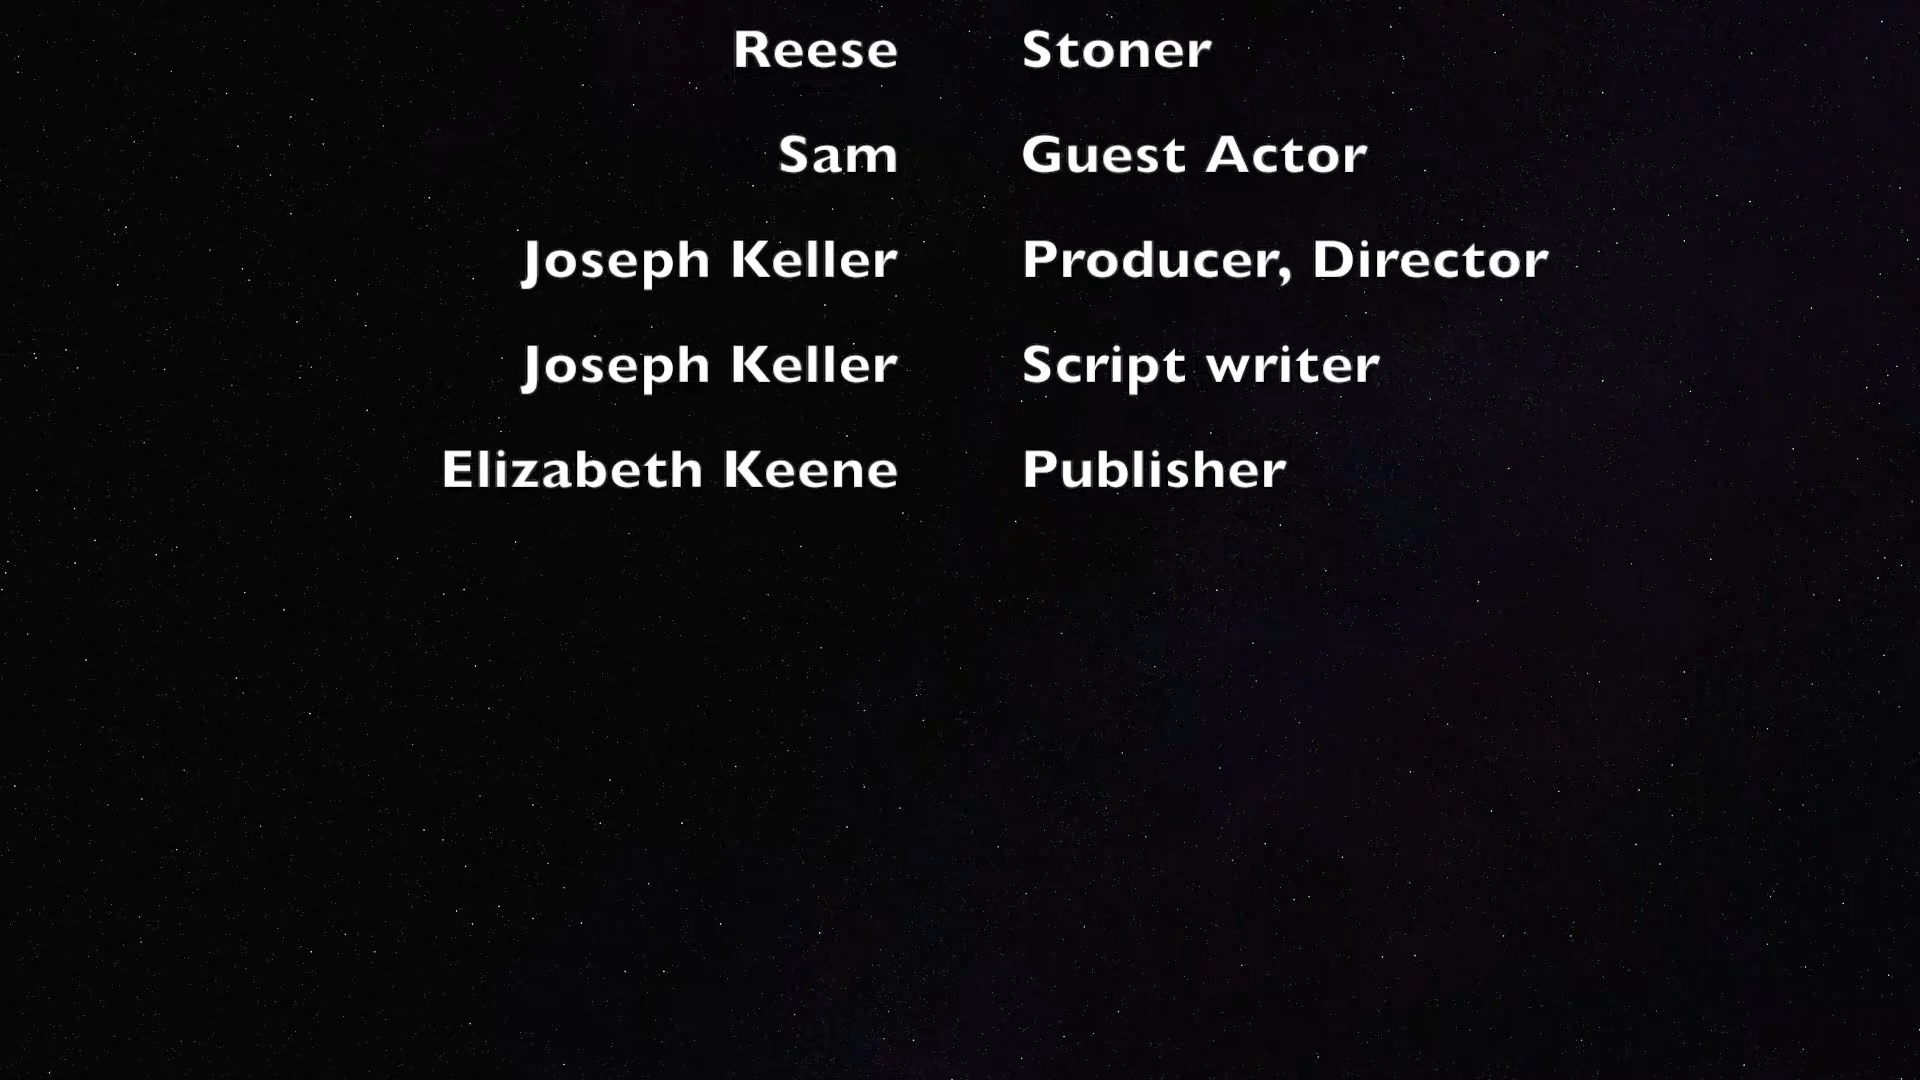 Reese Stoner
Sam Guest Actor
Joseph Keller Producer, Director
Joseph Keller Script writer
Elizabeth Keene Publisher